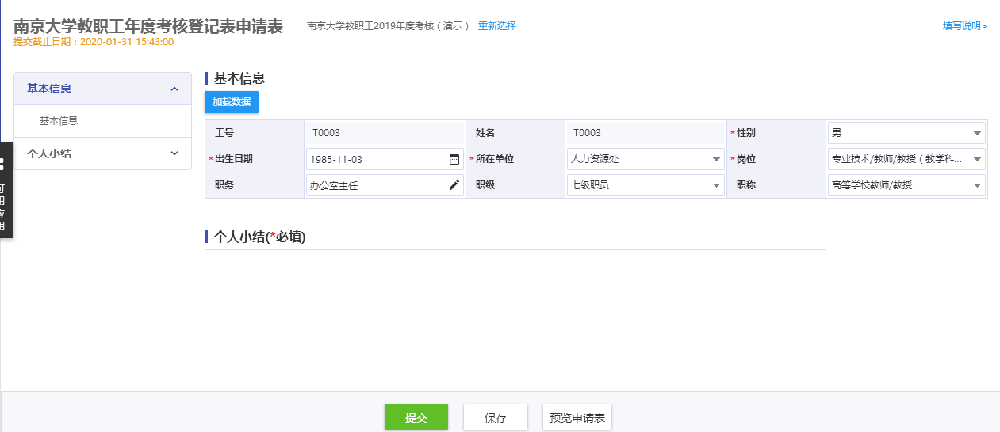 南京大学教职工年度考核登记表申请表 南京大学教职工2019年度考核（演示） 重新选择 填写说明>
提交截止日期：2020-01-31 15:43:00
基本信息
基本信息
个人小结
可用应用
基本信息
加载数据
工号 T0003 姓名 T0003 *性别 男
*出生日期 1985-11-03 *所在单位 人力资源处 *岗位 专业技术/教师/教授（教学科...
职务 办公室主任 职级 七级职员 职称 高等学校教师/教授
个人小结(*必填)
提交 保存 预览申请表